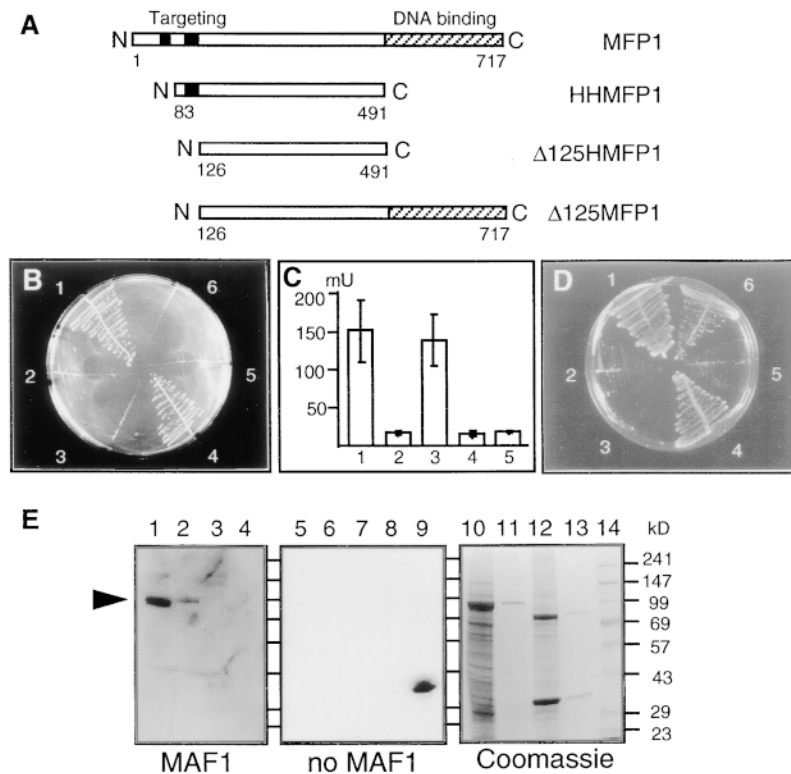 A
Targeting DNA binding
N C MFP1
1 717
N C HHMFP1
83 491
N C Δ125HMFP1
126 491
N C Δ125MFP1
126 717
B
1 6
2 5
3 4
C
mU
200
150
100
50
1 2 3 4 5
D
1 6
2 5
3 4
E
1 2 3 4 5 6 7 8 9 10 11 12 13 14 kD
241
147
99
69
57
43
29
23
MAF1 no MAF1 Coomassie